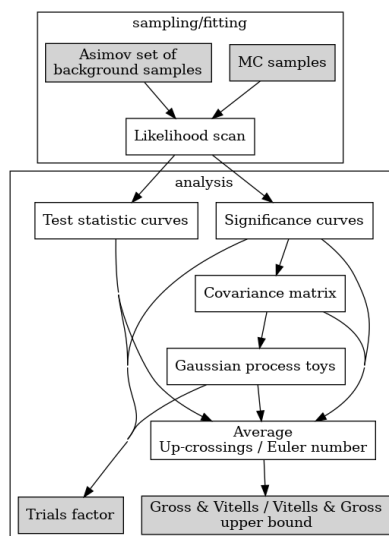 sampling/fitting
Asimov set of
background samples
MC samples
Likelihood scan
analysis
Test statistic curves
Significance curves
Covariance matrix
Gaussian process toys
Average
Up-crossings / Euler number
Trials factor
Gross & Vitells / Vitells & Gross
upper bound